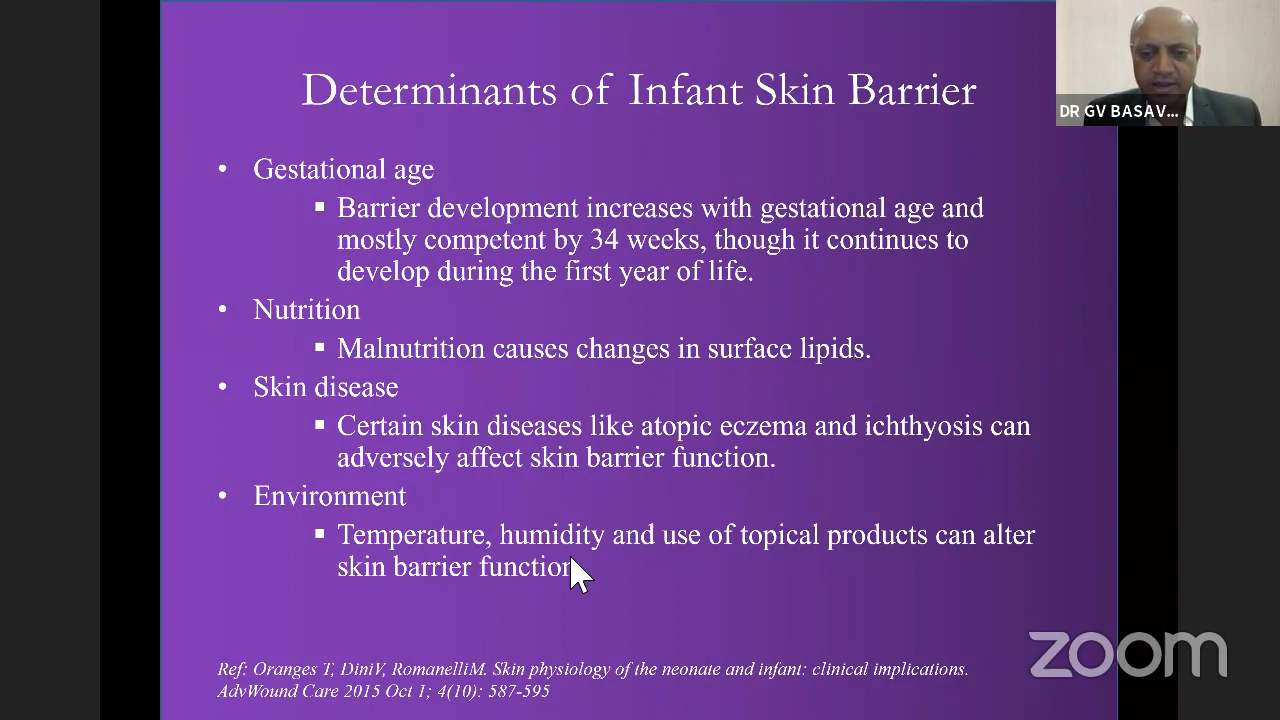 Determinants of Infant Skin Barrier
DR GV BASAV...
• Gestational age
▪ Barrier development increases with gestational age and
mostly competent by 34 weeks, though it continues to
develop during the first year of life.
• Nutrition
▪ Malnutrition causes changes in surface lipids.
• Skin disease
▪ Certain skin diseases like atopic eczema and ichthyosis can
adversely affect skin barrier function.
• Environment
▪ Temperature, humidity and use of topical products can alter
skin barrier function
Ref: Oranges T, DiniV, RomanelliM. Skin physiology of the neonate and infant: clinical implications.
AdvWound Care 2015 Oct 1; 4(10): 587-595
zoom